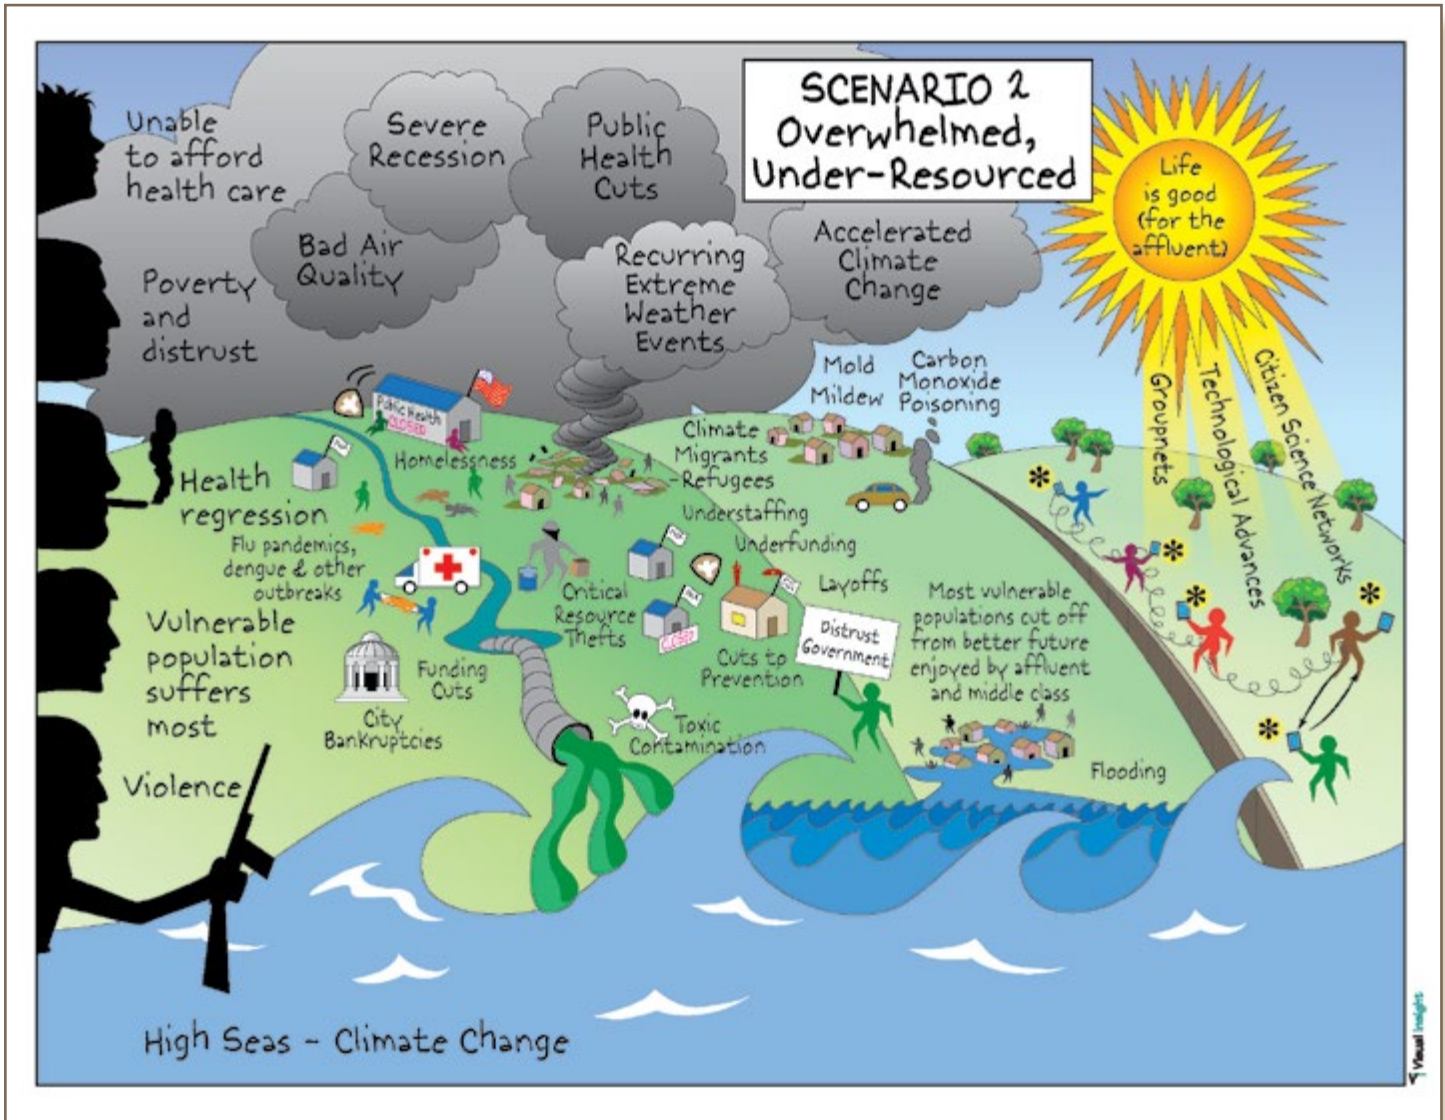 SCENARIO 2
Overwhelmed,
Under-Resourced
Unable
to afford
health care
Severe
Recession
Public
Health
Cuts
Bad Air
Quality
Recurring
Extreme
Weather
Events
Accelerated
Climate
Change
Life
is good
(for the
affluent)
Poverty
and
distrust
Mold
Mildew
Carbon
Monoxide
Poisoning
Groupnets
Technological Advances
Citizen Science Networks
Public Health
CLOSED
Homelessness
Climate
Migrants
Refugees
Health
regression
Understaffing
Underfunding
Flu pandemics,
dengue & other
outbreaks
Critical
Resource
Thefts
Layoffs
CLOSED
Most vulnerable
populations cut off
from better future
enjoyed by affluent
and middle class
Distrust
Government
Vulnerable
population
suffers
most
Cuts to
Prevention
Funding
Cuts
City
Bankruptcies
Toxic
Contamination
Flooding
Violence
High Seas - Climate Change
Visual Insight